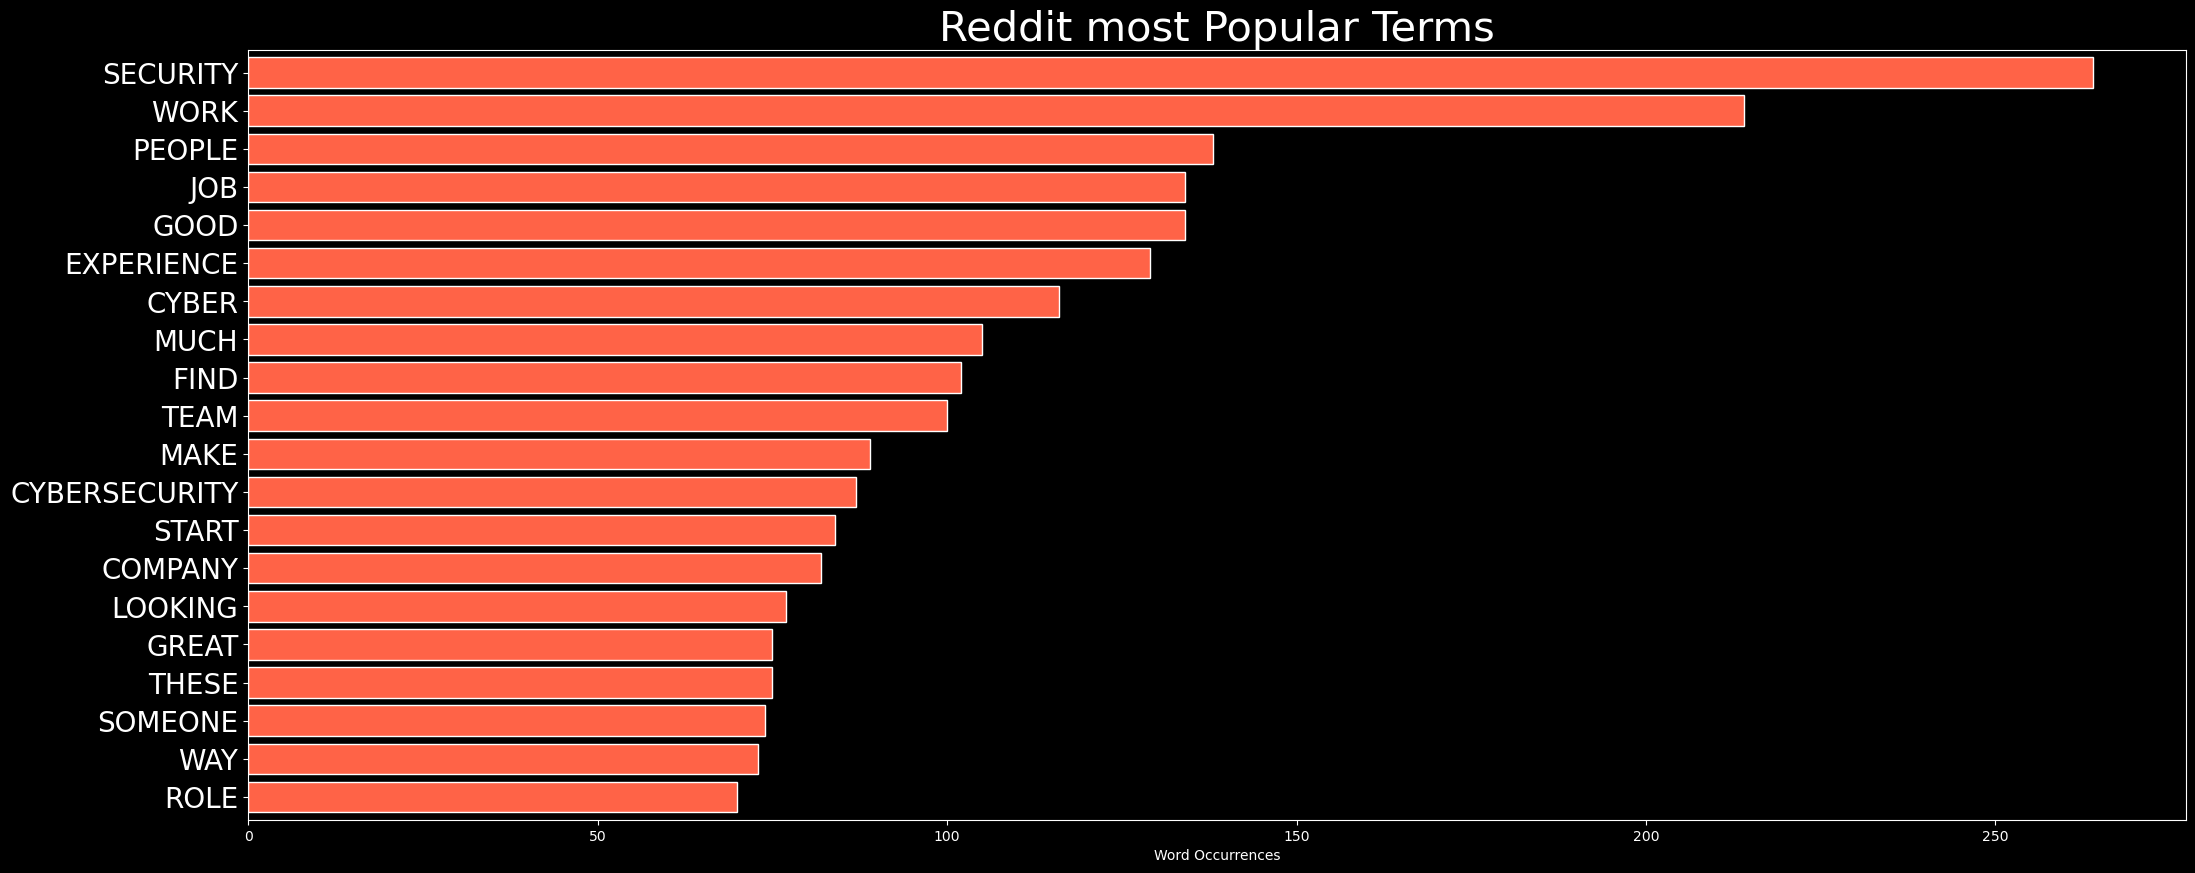 Reddit most Popular Terms
SECURITY
WORK
PEOPLE
JOB
GOOD
EXPERIENCE
CYBER
MUCH
FIND
TEAM
MAKE
CYBERSECURITY
START
COMPANY
LOOKING
GREAT
THESE
SOMEONE
WAY
ROLE
0 50 100 150 200 250
Word Occurrences